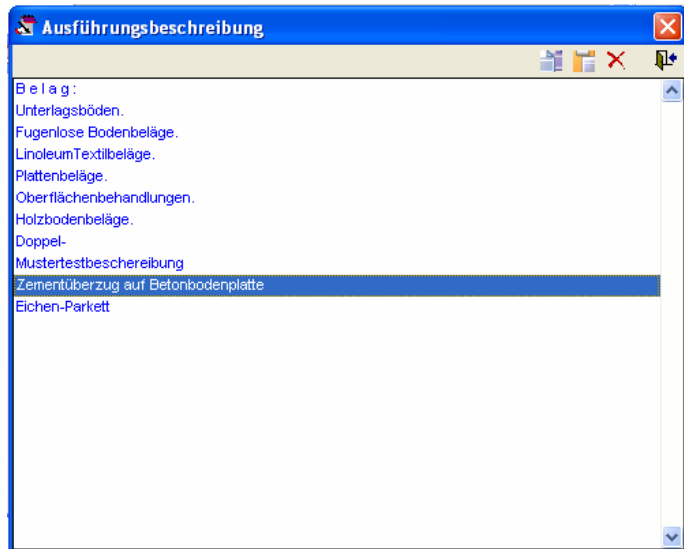 Ausführungsbeschreibung
B e l a g :
Unterlagsböden.
Fugenlose Bodenbeläge.
LinoleumTextilbeläge.
Plattenbeläge.
Oberflächenbehandlungen.
Holzbodenbeläge.
Doppel-
Mustertestbeschereibung
Zementüberzug auf Betonbodenplatte
Eichen-Parkett